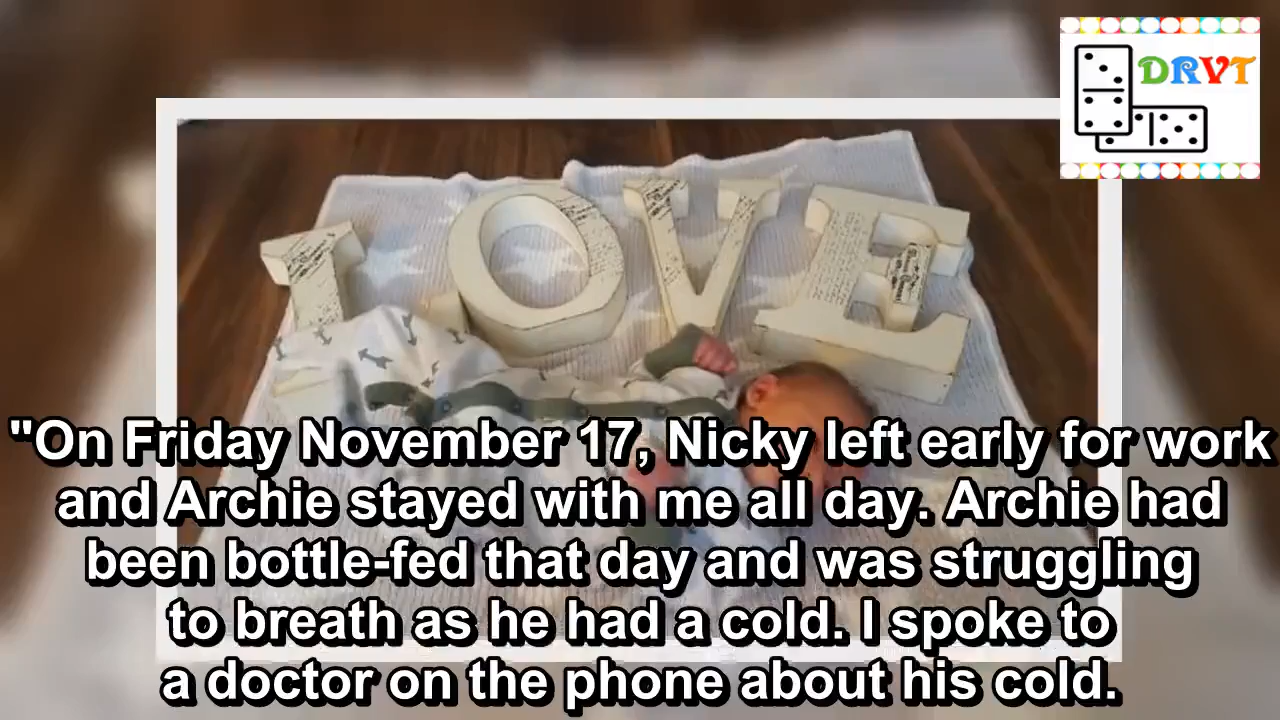 DRVT
LOVE
"On Friday November 17, Nicky left early for work
and Archie stayed with me all day. Archie had
been bottle-fed that day and was struggling
to breath as he had a cold. I spoke to
a doctor on the phone about his cold.